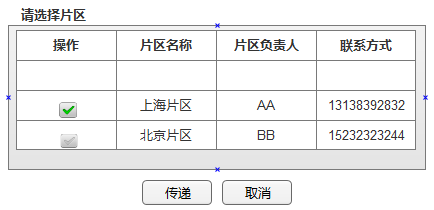 请选择片区
操作 片区名称 片区负责人 联系方式
上海片区 AA 13138392832
北京片区 BB 15232323244
传递 取消